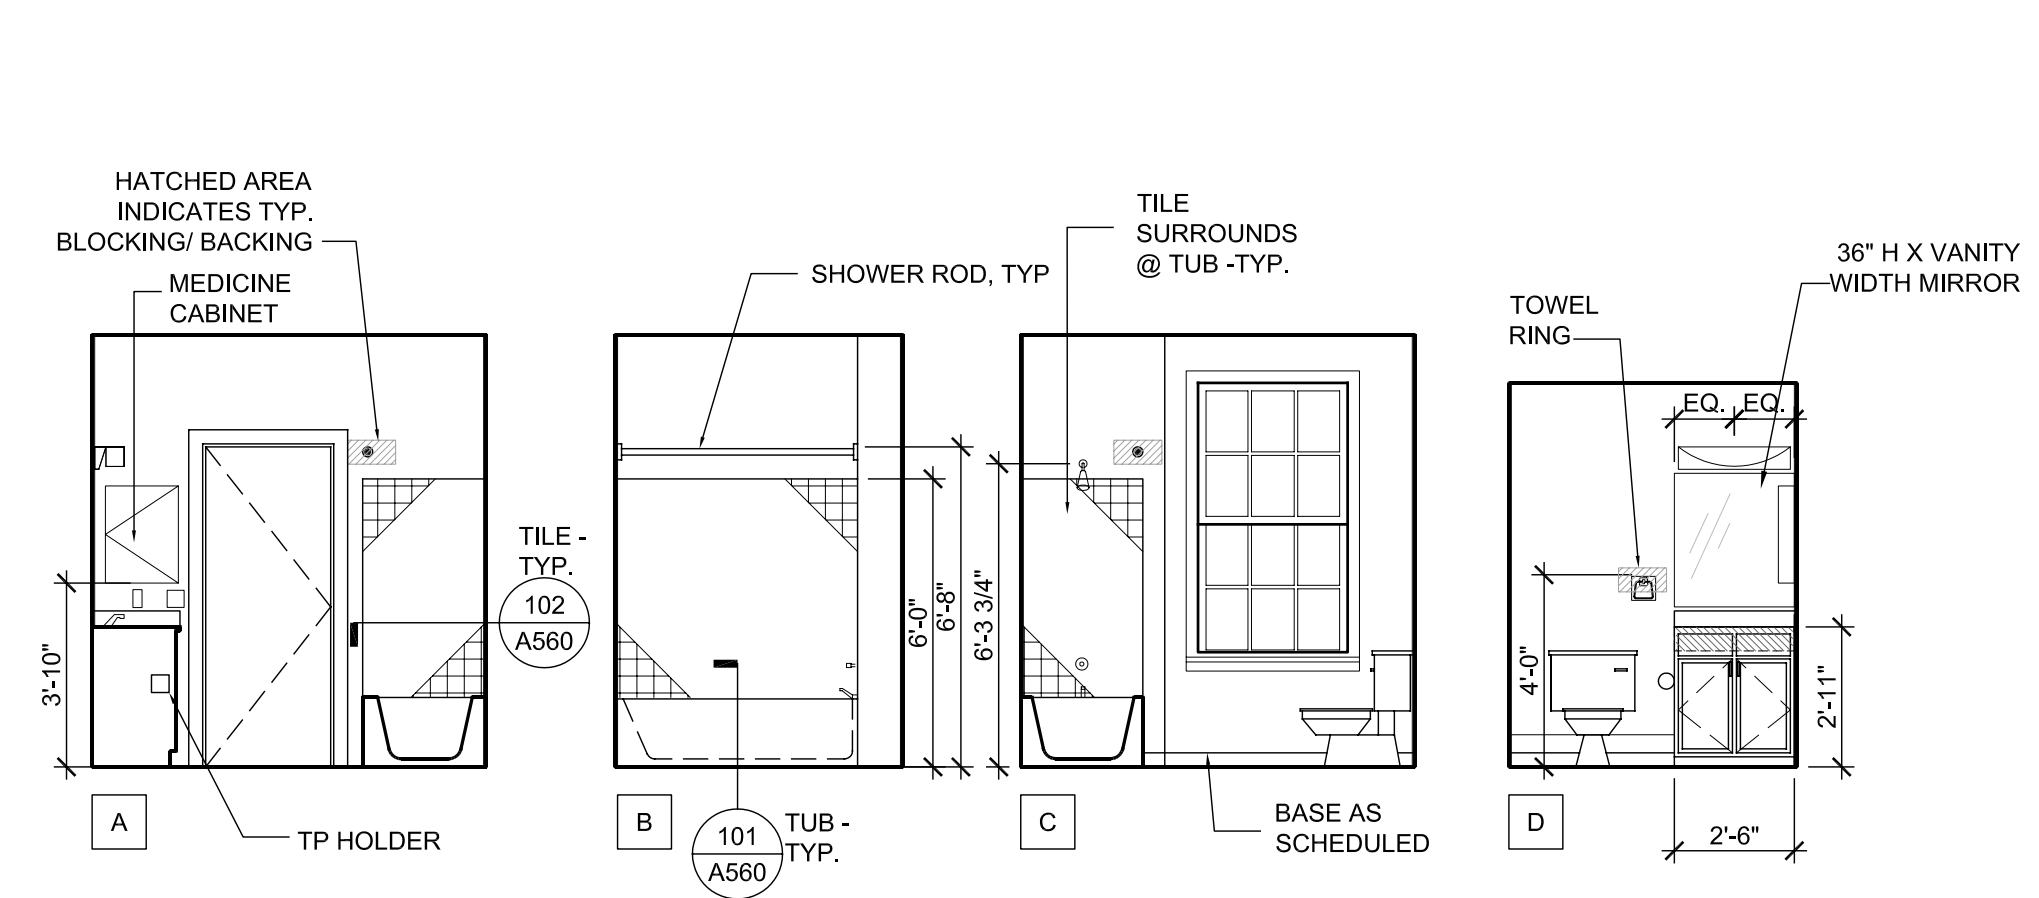 HATCHED AREA
INDICATES TYP.
BLOCKING/ BACKING
MEDICINE
CABINET
3'-10"
A
TP HOLDER
TILE -
TYP.
102
A560
SHOWER ROD, TYP
6'-0"
6'-8"
B
101
A560
TUB -
TYP.
TILE
SURROUNDS
@ TUB -TYP.
6'-3 3/4"
C
BASE AS
SCHEDULED
TOWEL
RING
36" H X VANITY
WIDTH MIRROR
EQ. EQ.
4'-0"
2'-11"
D
2'-6"